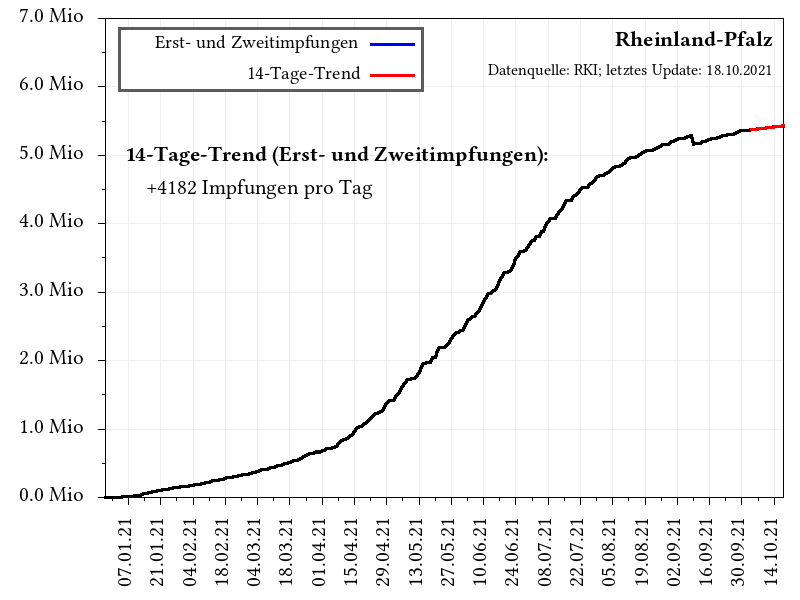 7.0 Mio
6.0 Mio
5.0 Mio
4.0 Mio
3.0 Mio
2.0 Mio
1.0 Mio
0.0 Mio
Erst- und Zweitimpfungen
14-Tage-Trend
Rheinland-Pfalz
Datenquelle: RKI; letztes Update: 18.10.2021
14-Tage-Trend (Erst- und Zweitimpfungen):
+4182 Impfungen pro Tag
07.01.21
21.01.21
04.02.21
18.02.21
04.03.21
18.03.21
01.04.21
15.04.21
29.04.21
13.05.21
27.05.21
10.06.21
24.06.21
08.07.21
22.07.21
05.08.21
19.08.21
02.09.21
16.09.21
30.09.21
14.10.21